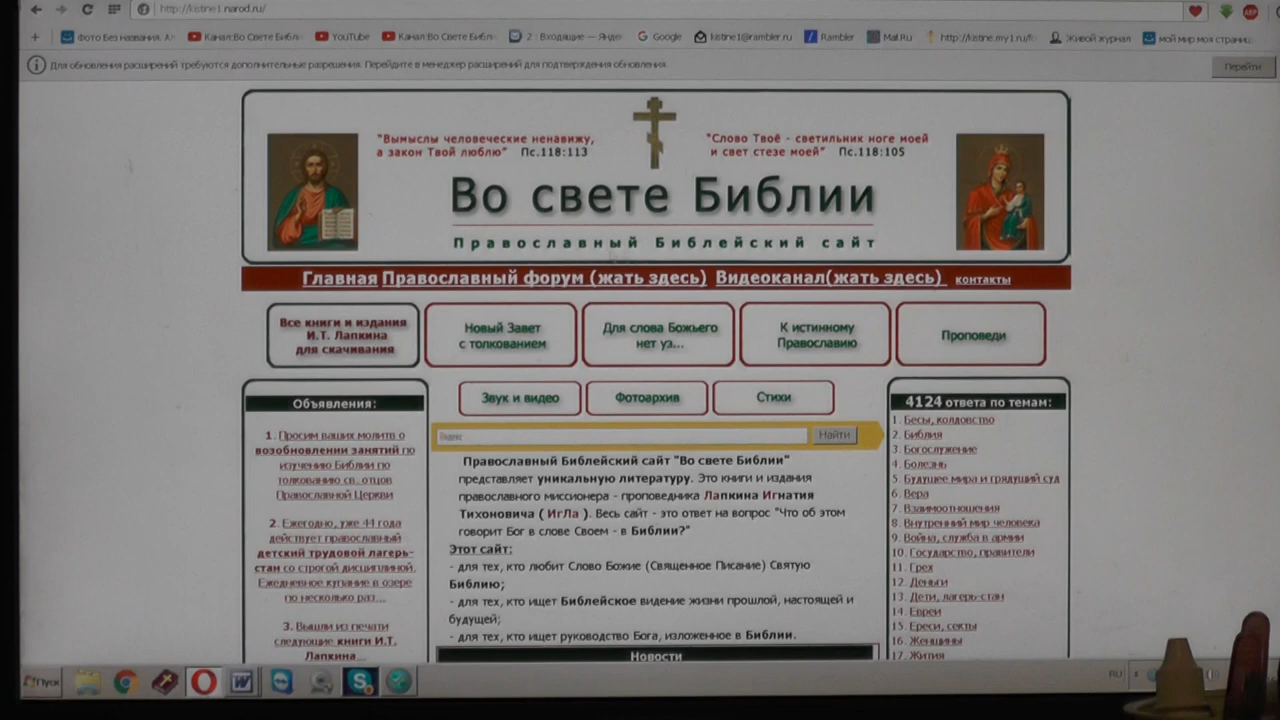 http://kistine1.narod.ru/
Фото Без названия. Ал
Канал:Во Свете Библ
YouTube
Канал:Во Свете Библ
2 : Входящие — Янде
Google
kistine1@rambler.ru
Rambler
Mail.Ru
http://kistine.my1.ru/fo
Живой журнал
мой мир моя страниц
Для обновления расширений требуются дополнительные разрешения. Перейдите в менеджер расширений для подтверждения обновления.
Перейти
"Вымыслы человеческие ненавижу,
а закон Твой люблю" Пс.118:113
"Слово Твоё - светильник ноге моей
и свет стезе моей" Пс.118:105
Во свете Библии
Православный Библейский сайт
Главная Православный форум (жать здесь) Видеоканал(жать здесь) контакты
Все книги и издания
И.Т. Лапкина
для скачивания
Новый Завет
с толкованием
Для слова Божьего
нет уз...
К истинному
Православию
Проповеди
Звук и видео
Фотоархив
Стихи
Объявления:
1. Просим ваших молитв о
возобновлении занятий по
изучению Библии по
толкованию св. отцов
Православной Церкви
2. Ежегодно, уже 44 года
действует православный
детский трудовой лагерь-
стан со строгой дисциплиной.
Ежедневное купание в озере
по несколько раз...
3. Вышли из печати
следующие книги И.Т.
Лапкина...
Яндекс
Найти
Православный Библейский сайт "Во свете Библии"
представляет уникальную литературу. Это книги и издания
православного миссионера - проповедника Лапкина Игнатия
Тихоновича ( ИгЛа ). Весь сайт - это ответ на вопрос "Что об этом
говорит Бог в слове Своем - в Библии?"
Этот сайт:
- для тех, кто любит Слово Божие (Священное Писание) Святую
Библию;
- для тех, кто ищет Библейское видение жизни прошлой, настоящей и
будущей;
- для тех, кто ищет руководство Бога, изложенное в Библии.
Новости
4124 ответа по темам:
1. Бесы, колдовство
2. Библия
3. Богослужение
4. Болезнь
5. Будущее мира и грядущий суд
6. Вера
7. Взаимоотношения
8. Внутренний мир человека
9. Война, служба в армии
10. Государство, правители
11. Грех
12. Деньги
13. Дети, лагерь-стан
14. Евреи
15. Ереси, секты
16. Женщины
17. Жития
Пуск
RU